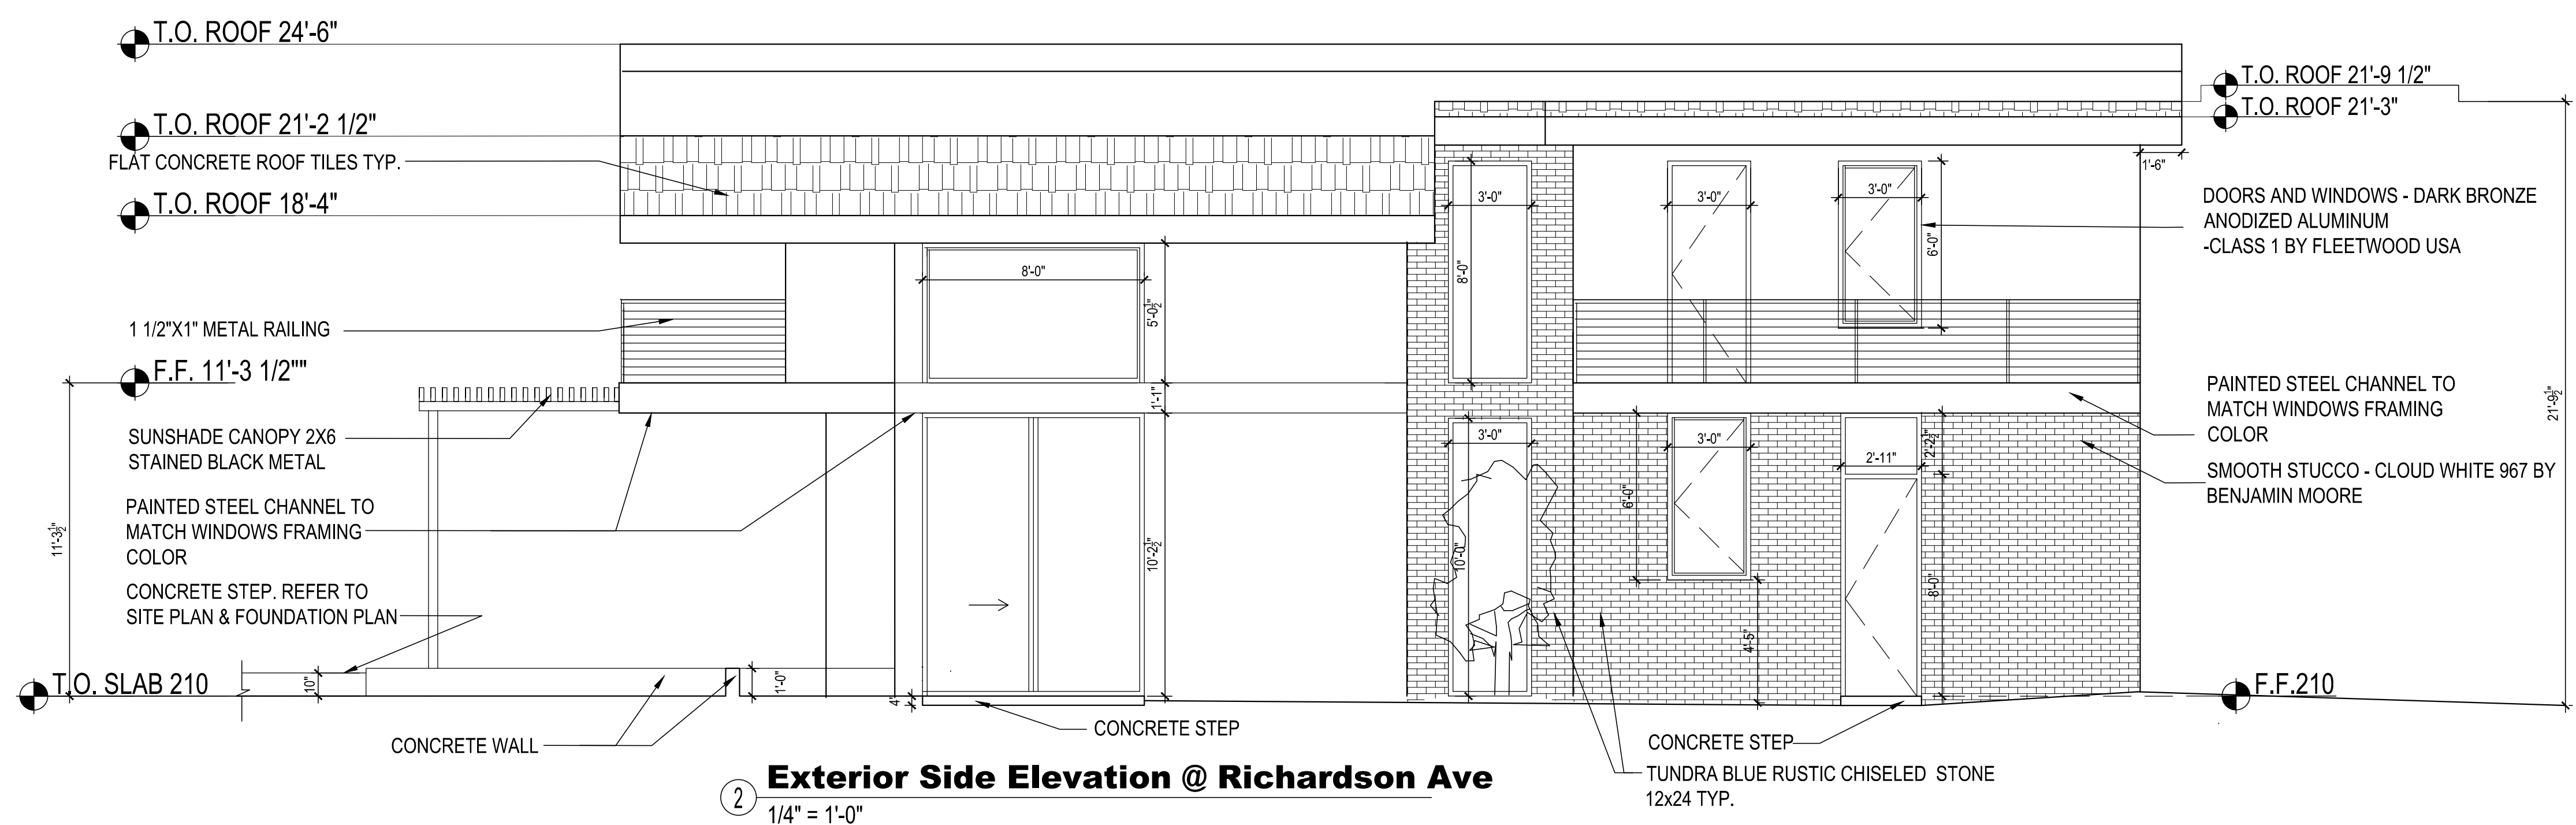 T.O. ROOF 24'-6"
T.O. ROOF 21'-2 1/2"
FLAT CONCRETE ROOF TILES TYP.
T.O. ROOF 18'-4"
1 1/2"X1" METAL RAILING
F.F. 11'-3 1/2""
SUNSHADE CANOPY 2X6
STAINED BLACK METAL
PAINTED STEEL CHANNEL TO
MATCH WINDOWS FRAMING
COLOR
11'-3½"
CONCRETE STEP. REFER TO
SITE PLAN & FOUNDATION PLAN
T.O. SLAB 210
10"
1'-0"
4"
CONCRETE WALL
8'-0"
5'-0½"
1'-1"
10'-2½"
CONCRETE STEP
3'-0"
8'-0"
3'-0"
10'-0"
3'-0"
3'-0"
6'-0"
3'-0"
6'-0"
4'-5"
2'-11"
2'-2½"
8'-0"
1'-6"
T.O. ROOF 21'-9 1/2"
T.O. ROOF 21'-3"
DOORS AND WINDOWS - DARK BRONZE
ANODIZED ALUMINUM
-CLASS 1 BY FLEETWOOD USA
PAINTED STEEL CHANNEL TO
MATCH WINDOWS FRAMING
COLOR
21'-9½"
SMOOTH STUCCO - CLOUD WHITE 967 BY
BENJAMIN MOORE
F.F.210
CONCRETE STEP
TUNDRA BLUE RUSTIC CHISELED STONE
12x24 TYP.
2
Exterior Side Elevation @ Richardson Ave
1/4" = 1'-0"